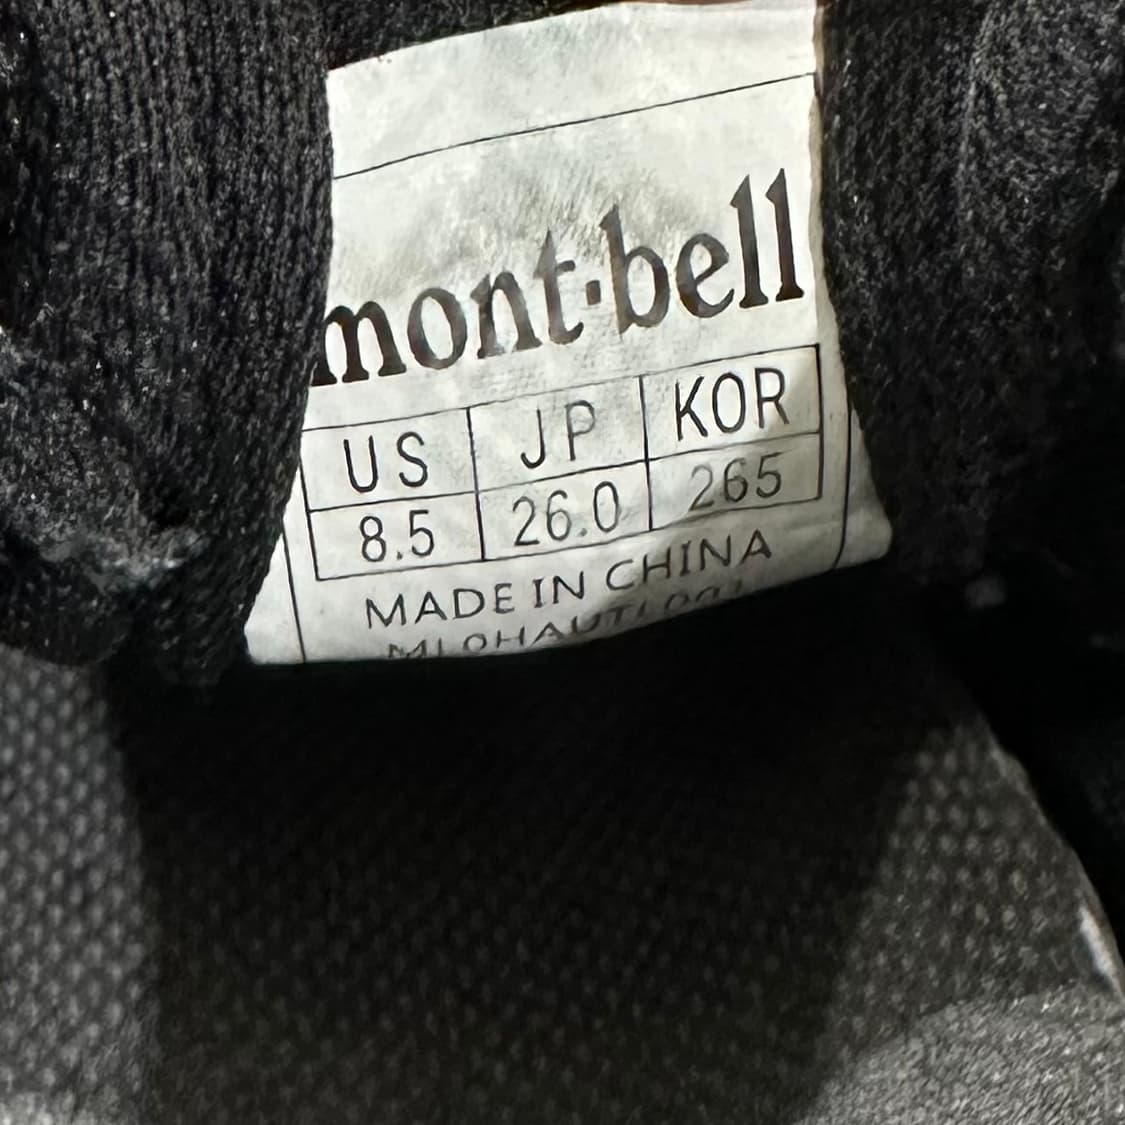 mont·bell
US JP KOR
8.5 26.0 265
MADE IN CHINA